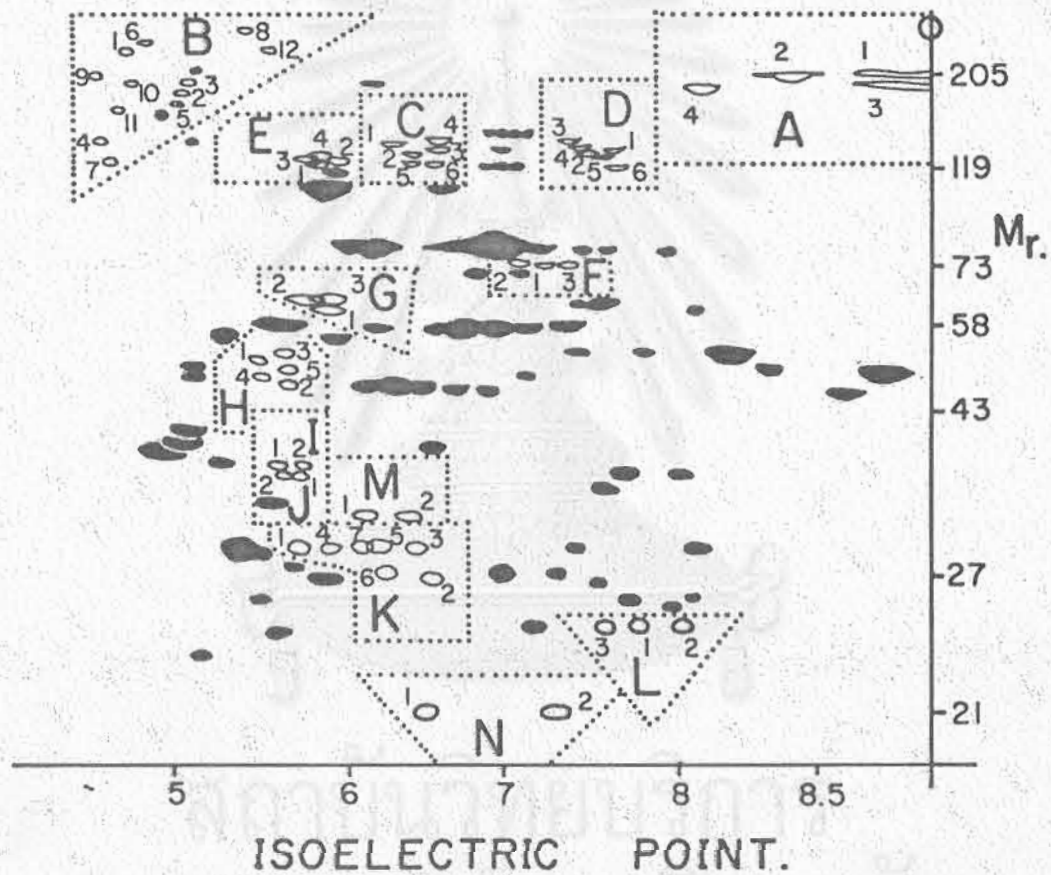 B 1 6 8 12 9 10 3 2 5 11 4 7
A 2 1 4 3
205
E 3 4 2 1
C 1 4 2 3 5 6
D 3 1 4 2 5 6
119
Mr.
F 2 1 3
73
G 2 3 1
58
H 1 3 5 4 2
43
I 1 2
J 2 1
M 1 2
K 1 4 7 5 3 6 2
27
L 3 1 2
N 1 2
21
5 6 7 8 8.5
ISOELECTRIC POINT.